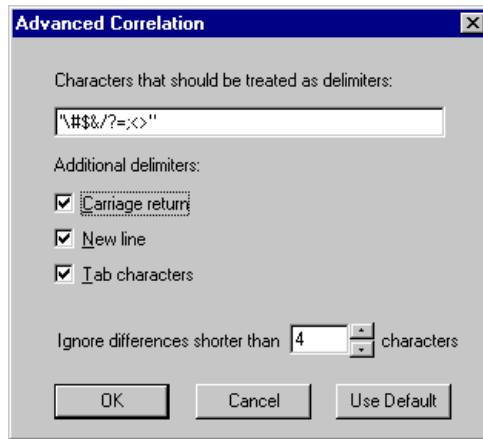 Advanced Correlation
Characters that should be treated as delimiters:
"\#$&/?=;<>"
Additional delimiters:
Carriage return
New line
Tab characters
Ignore differences shorter than 4 characters
OK Cancel Use Default